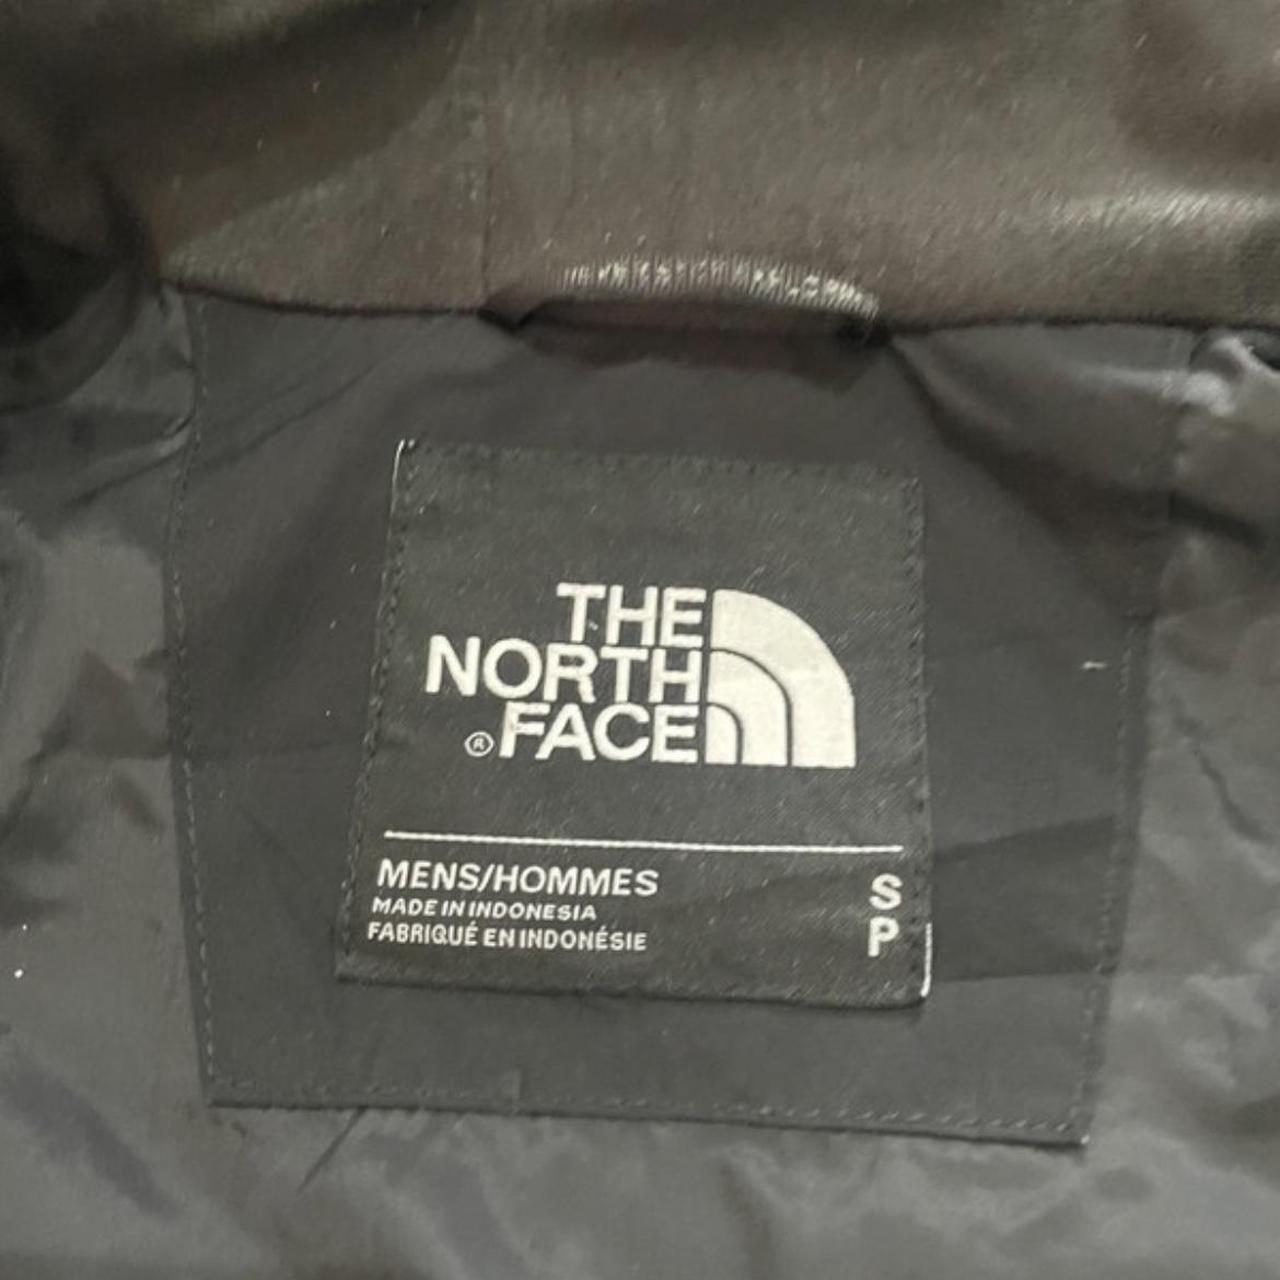 THE
NORTH
®FACE
MENS/HOMMES S
MADE IN INDONESIA
FABRIQUÉ EN INDONÉSIE P